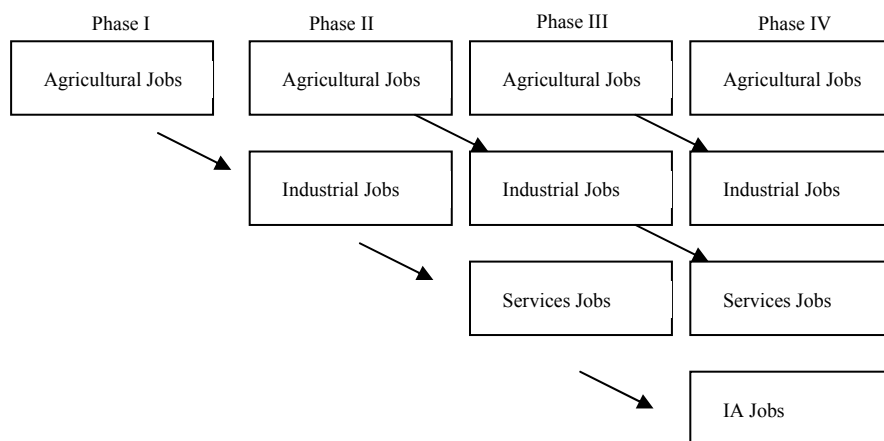 Phase I Phase II Phase III Phase IV
Agricultural Jobs Agricultural Jobs Agricultural Jobs Agricultural Jobs
Industrial Jobs Industrial Jobs Industrial Jobs
Services Jobs Services Jobs
IA Jobs